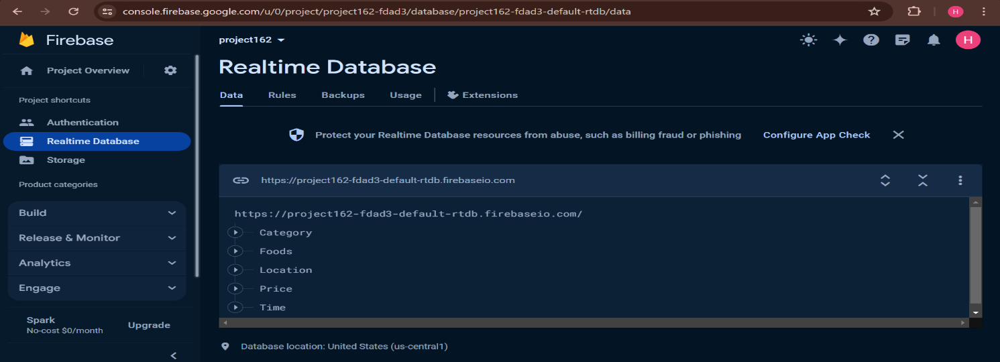 console.firebase.google.com/u/0/project/project162-fdad3/database/project162-fdad3-default-rtdb/data
H
Firebase
Project Overview
Project shortcuts
Authentication
Realtime Database
Storage
Product categories
Build
Release & Monitor
Analytics
Engage
Spark
No-cost $0/month
Upgrade
project162
H
Realtime Database
Data Rules Backups Usage Extensions
Protect your Realtime Database resources from abuse, such as billing fraud or phishing Configure App Check
https://project162-fdad3-default-rtdb.firebaseio.com
https://project162-fdad3-default-rtdb.firebaseio.com/
Category
Foods
Location
Price
Time
Database location: United States (us-central1)